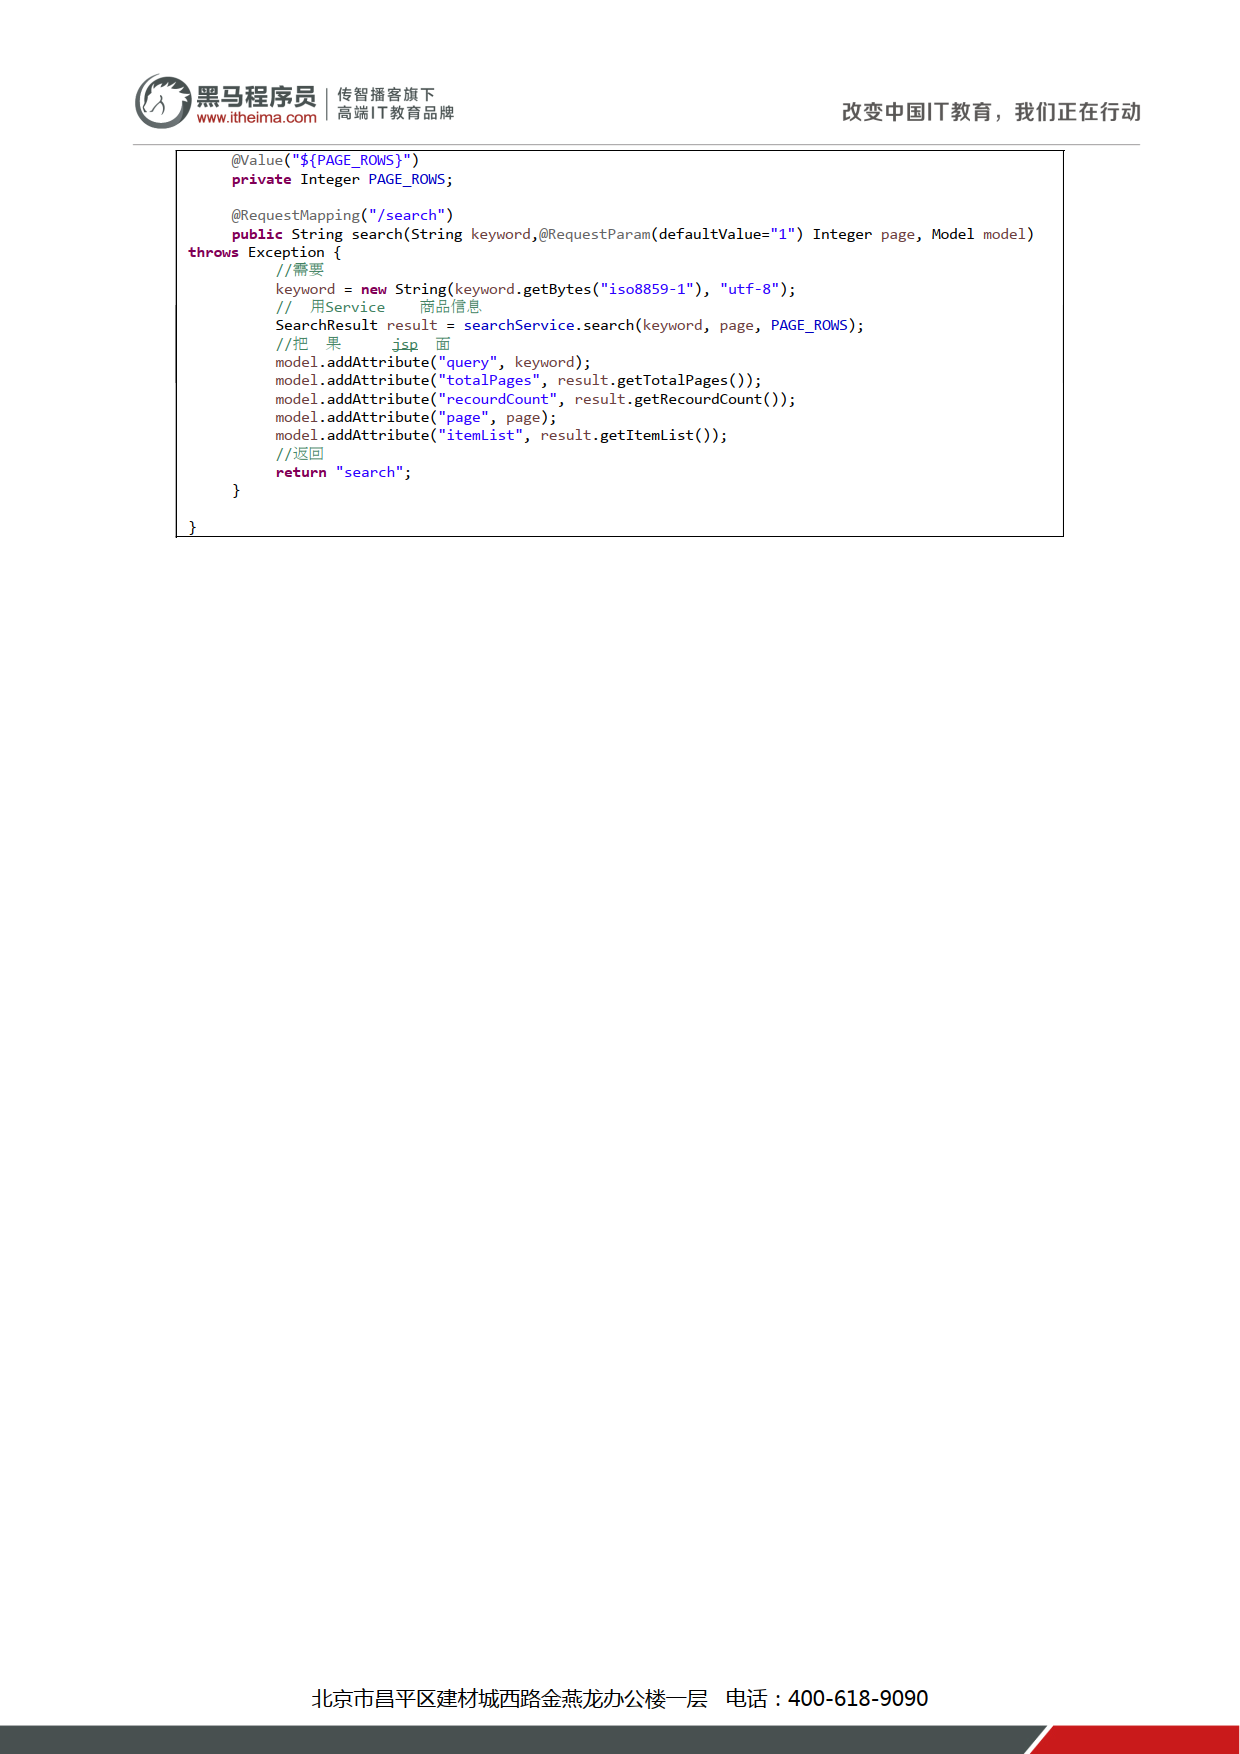 黑马程序员
www.itheima.com
传智播客旗下
高端IT教育品牌
改变中国IT教育，我们正在行动
@Value("${PAGE_ROWS}")
private Integer PAGE_ROWS;
@RequestMapping("/search")
public String search(String keyword,@RequestParam(defaultValue="1") Integer page, Model model)
throws Exception {
//需要
keyword = new String(keyword.getBytes("iso8859-1"), "utf-8");
// 用Service 商品信息
SearchResult result = searchService.search(keyword, page, PAGE_ROWS);
//把 果 jsp 面
model.addAttribute("query", keyword);
model.addAttribute("totalPages", result.getTotalPages());
model.addAttribute("recourdCount", result.getRecourdCount());
model.addAttribute("page", page);
model.addAttribute("itemList", result.getItemList());
//返回
return "search";
}
}
北京市昌平区建材城西路金燕龙办公楼一层 电话：400-618-9090